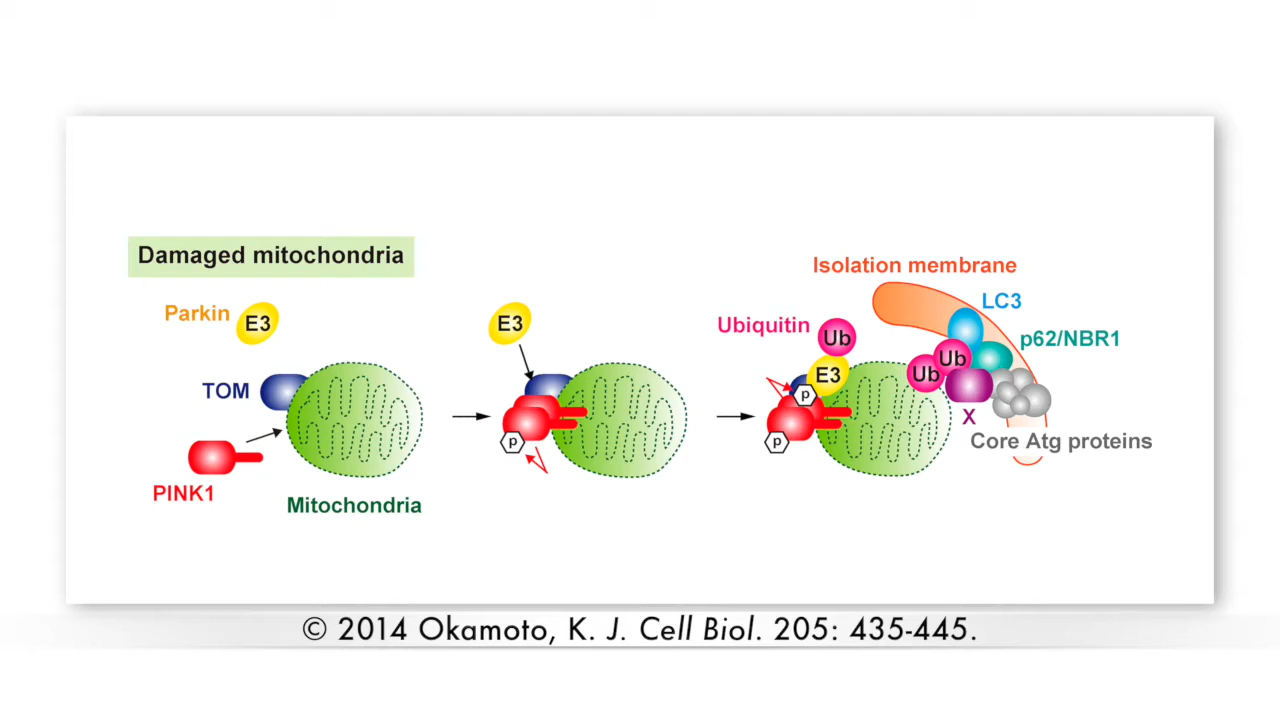 Damaged mitochondria
Parkin
E3
TOM
PINK1
Mitochondria
E3
p
Ubiquitin
Ub
E3
p
p
Isolation membrane
LC3
p62/NBR1
Ub
Ub
X
Core Atg proteins
© 2014 Okamoto, K. J. Cell Biol. 205: 435-445.